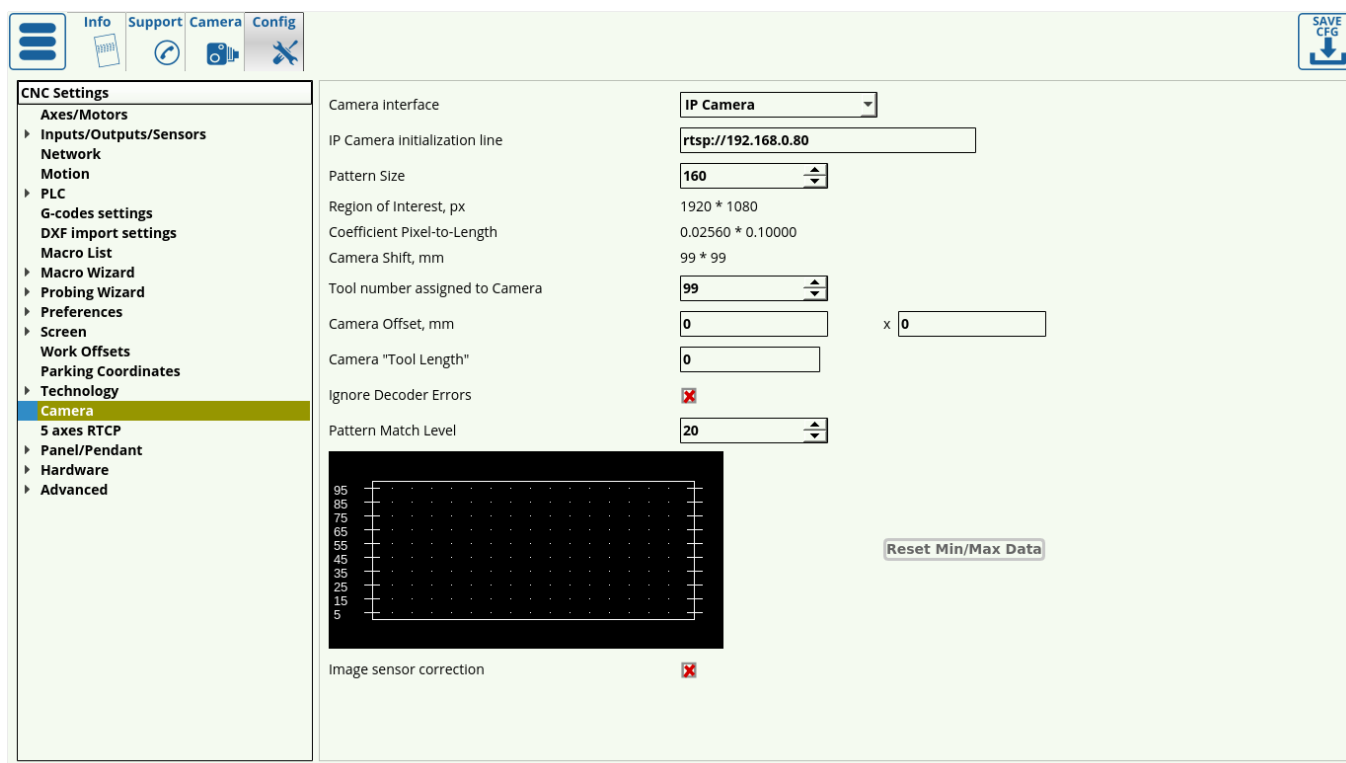 Info Support Camera Config
SAVE
CFG
CNC Settings
Axes/Motors
Inputs/Outputs/Sensors
Network
Motion
PLC
G-codes settings
DXF import settings
Macro List
Macro Wizard
Probing Wizard
Preferences
Screen
Work Offsets
Parking Coordinates
Technology
Camera
5 axes RTCP
Panel/Pendant
Hardware
Advanced
Camera interface IP Camera
IP Camera initialization line rtsp://192.168.0.80
Pattern Size 160
Region of Interest, px 1920 * 1080
Coefficient Pixel-to-Length 0.02560 * 0.10000
Camera Shift, mm 99 * 99
Tool number assigned to Camera 99
Camera Offset, mm 0 x 0
Camera "Tool Length" 0
Ignore Decoder Errors
Pattern Match Level 20
95
85
75
65
55
45
35
25
15
5
Reset Min/Max Data
Image sensor correction